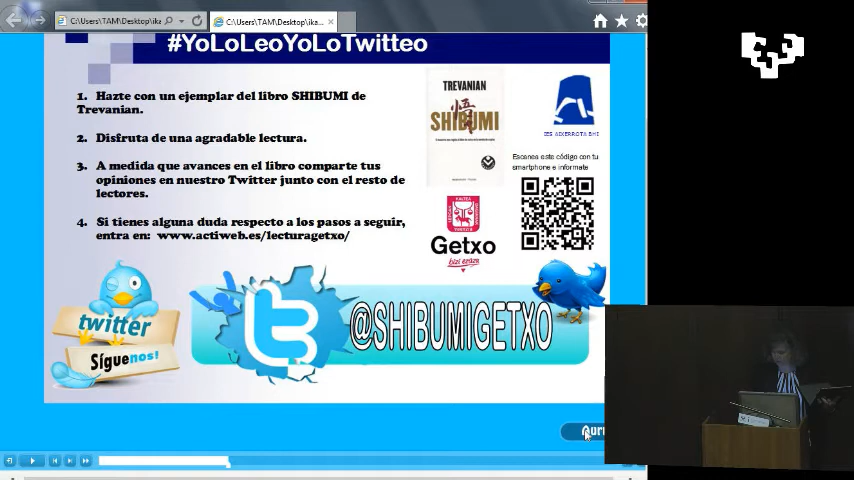 C:\Users\TAM\Desktop\ika
C:\Users\TAM\Desktop\ika...
#YoLoLeoYoLoTwitteo
1. Hazte con un ejemplar del libro SHIBUMI de
Trevanian.
2. Disfruta de una agradable lectura.
3. A medida que avances en el libro comparte tus
opiniones en nuestro Twitter junto con el resto de
lectores.
4. Si tienes alguna duda respecto a los pasos a seguir,
entra en: www.actiweb.es/lecturagetxo/
TREVANIAN
SHIBUMI
IES AIXERROTA BHI
Escanea este código con tu
smartphone e infórmate
Getxo
bizi ezazu
twitter
Síguenos!
@SHIBUMIGETXO